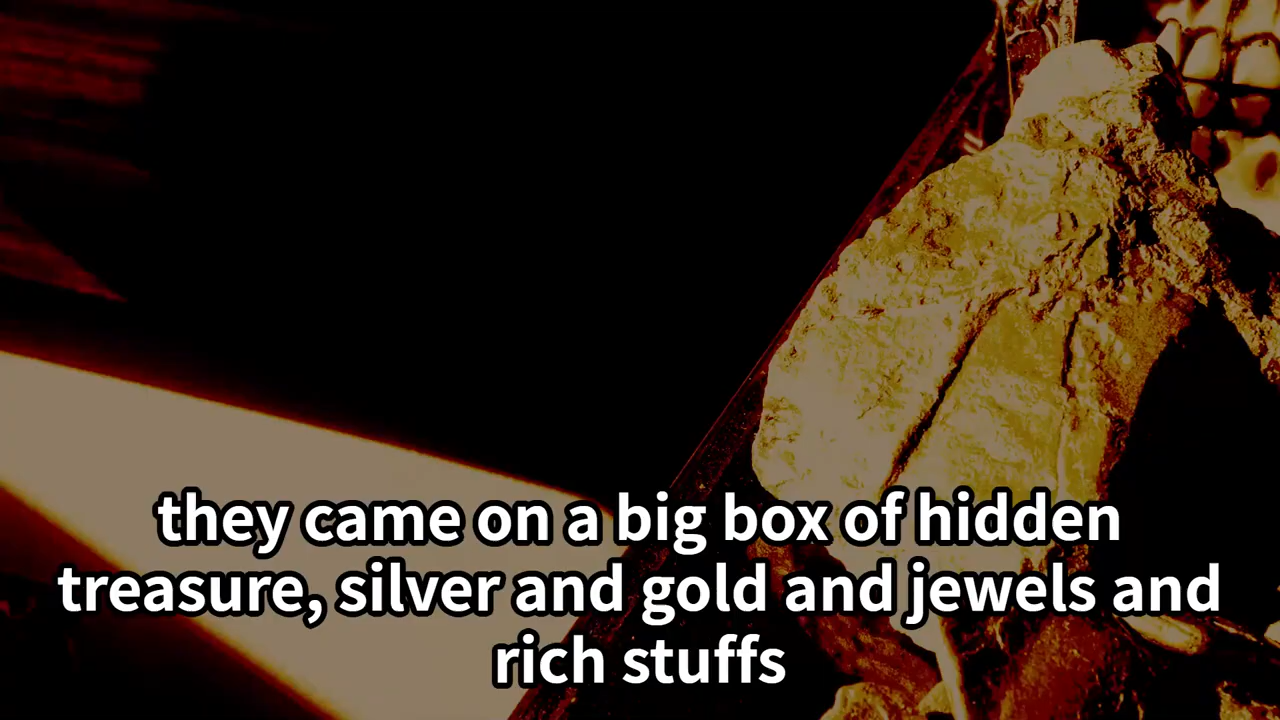 they came on a big box of hidden
treasure, silver and gold and jewels and
rich stuffs